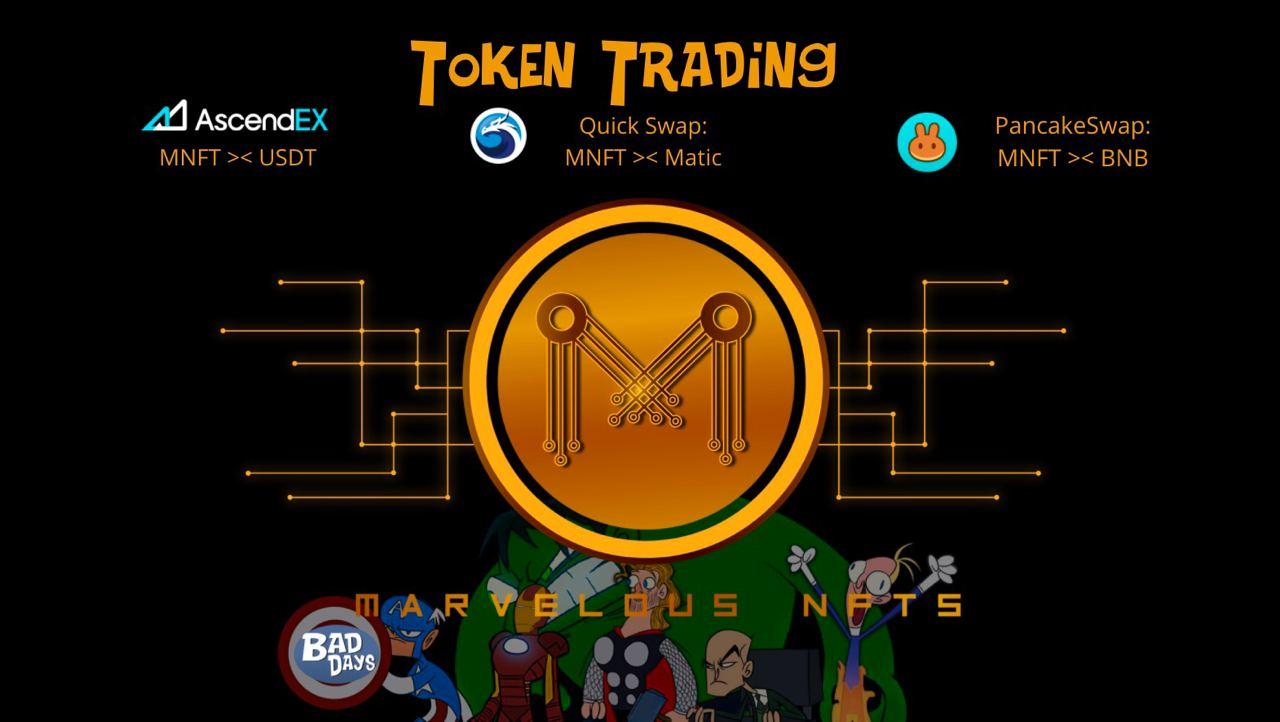 Token Trading
AscendEX
MNFT >< USDT
Quick Swap:
MNFT >< Matic
PancakeSwap:
MNFT >< BNB
MARVELOUS NFTS
BAD
DAYS